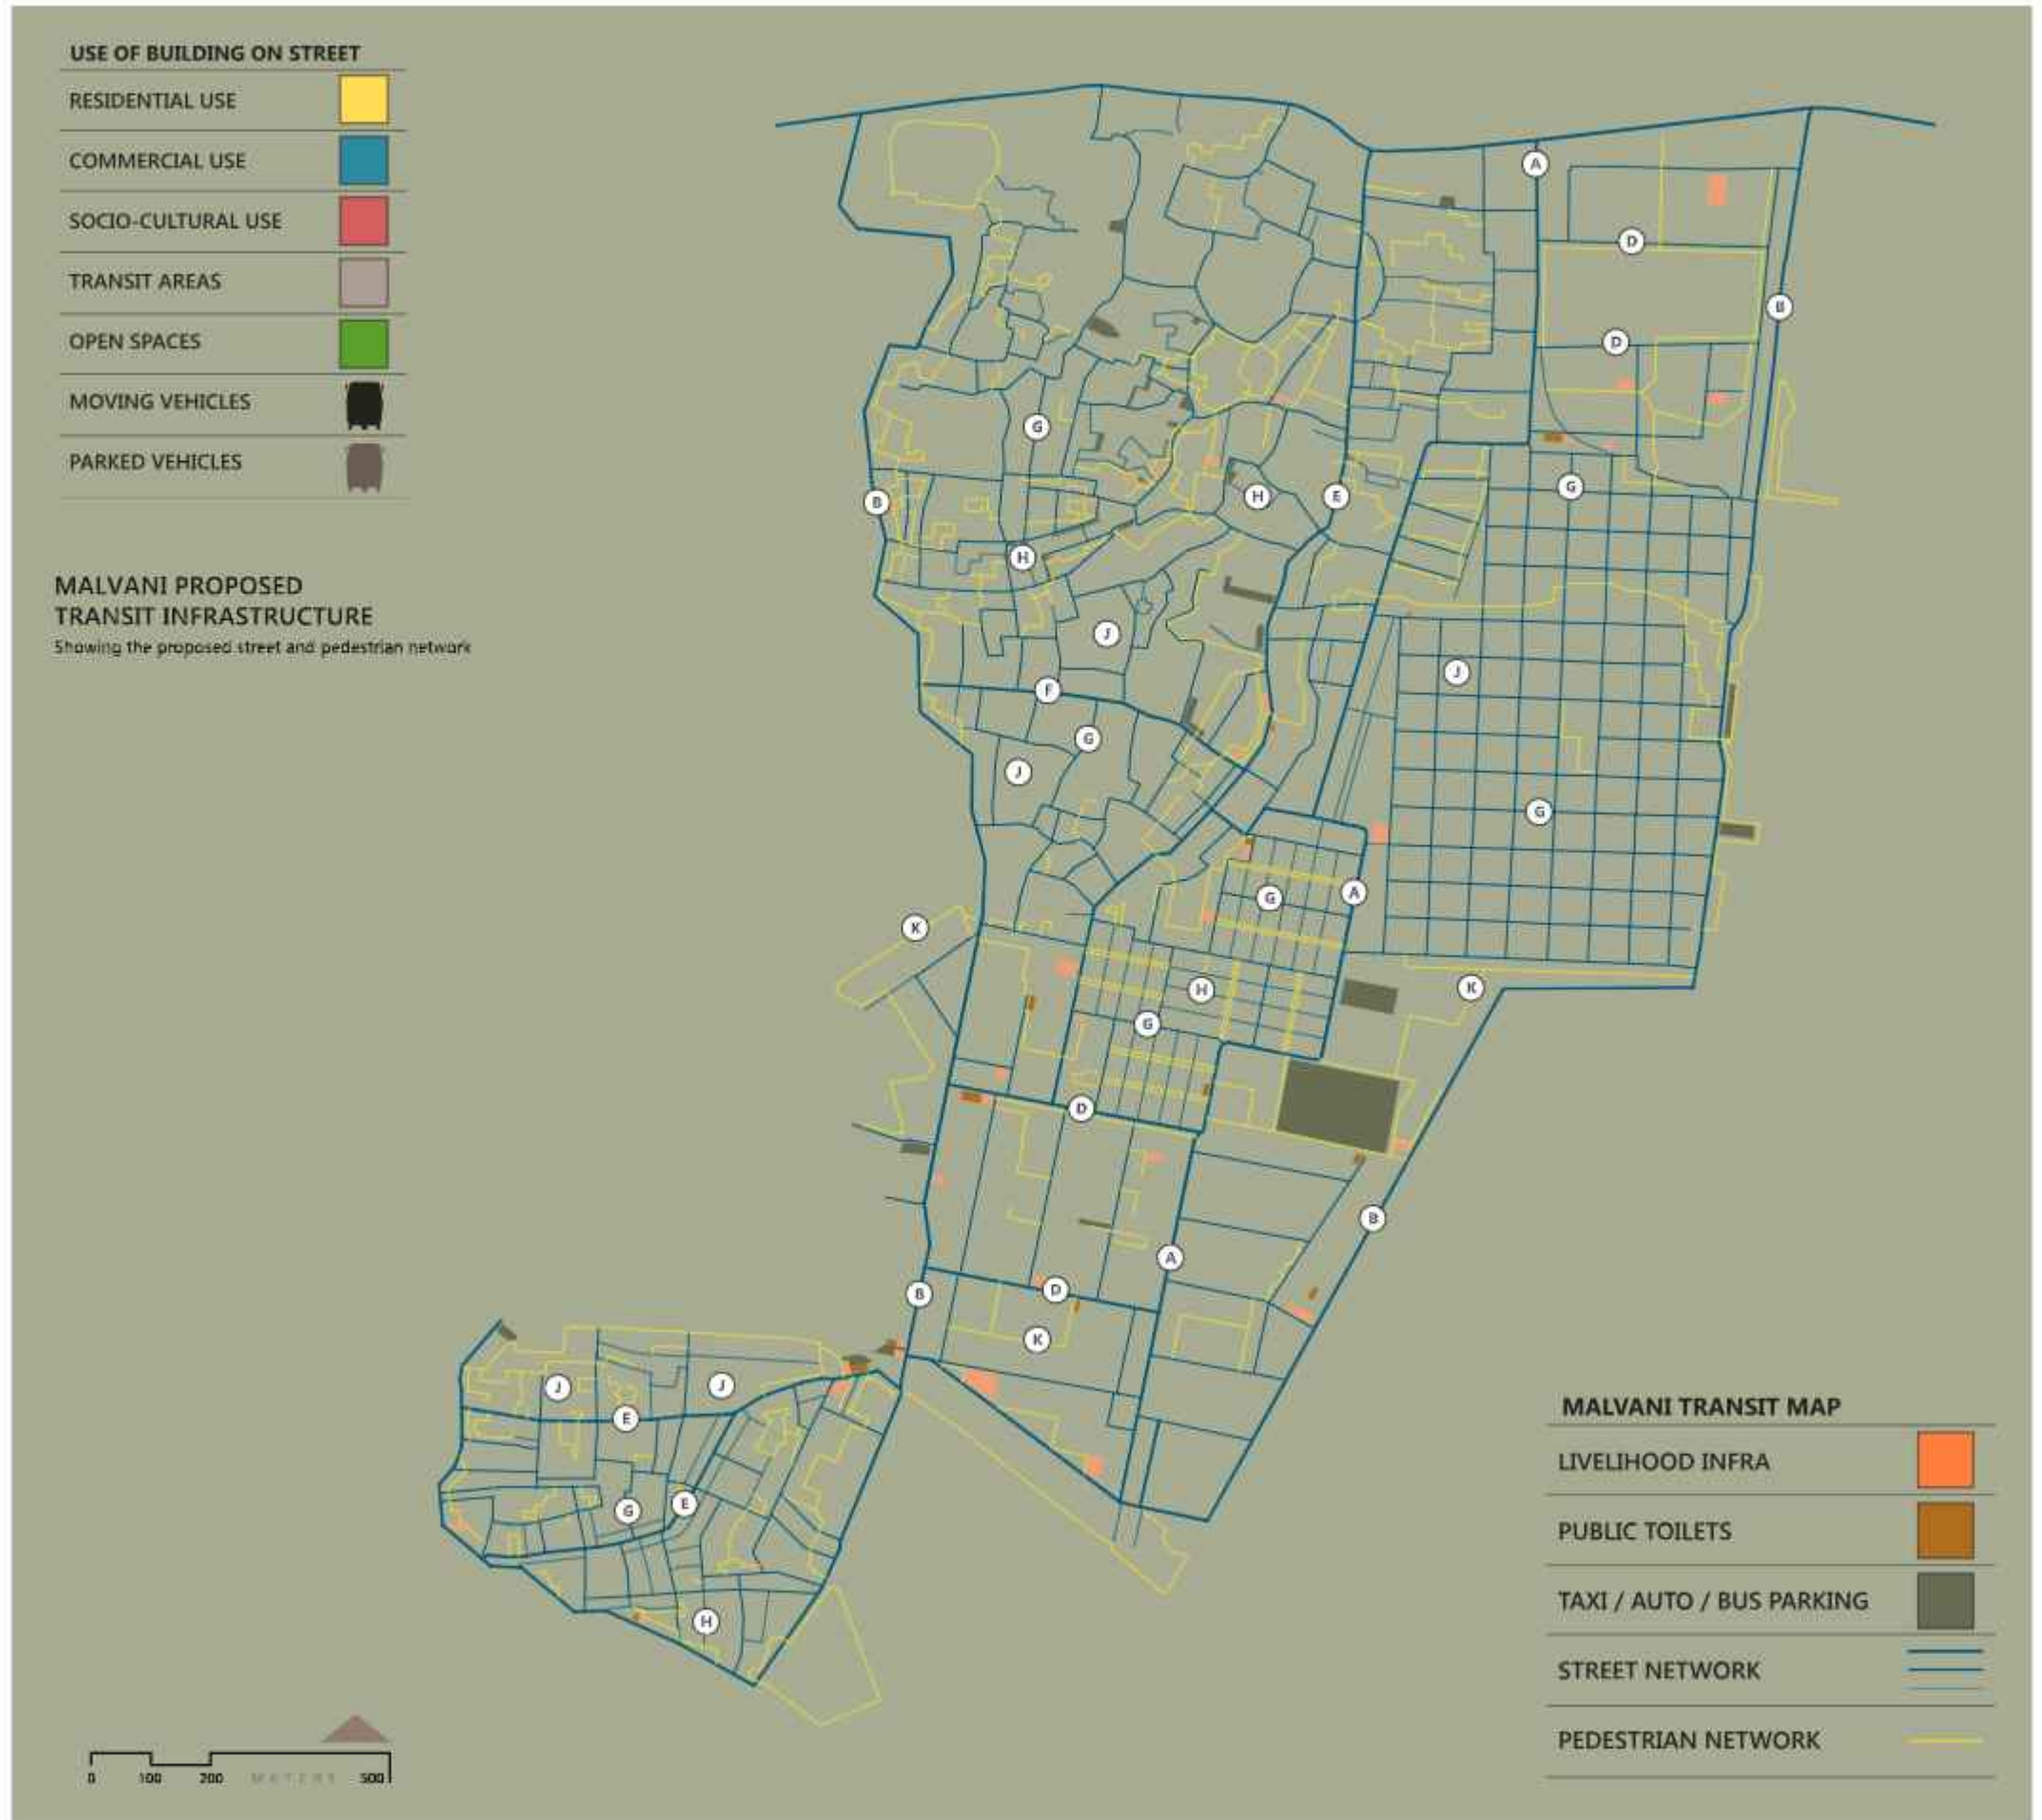 USE OF BUILDING ON STREET
RESIDENTIAL USE
COMMERCIAL USE
SOCIO-CULTURAL USE
TRANSIT AREAS
OPEN SPACES
MOVING VEHICLES
PARKED VEHICLES
MALVANI PROPOSED
TRANSIT INFRASTRUCTURE
Showing the proposed street and pedestrian network
A
D
B
D
G
G
B
H
E
H
J
J
F
G
J
G
A
G
K
K
H
G
D
B
A
B
D
K
J
J
E
E
G
H
MALVANI TRANSIT MAP
LIVELIHOOD INFRA
PUBLIC TOILETS
TAXI / AUTO / BUS PARKING
STREET NETWORK
PEDESTRIAN NETWORK
0 100 200 METERS 500